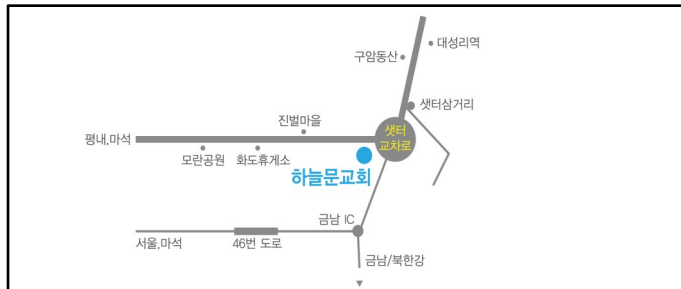 대성리역
구암동산
샛터삼거리
진벌마을
샛터
교차로
평내,마석
모란공원
화도휴게소
하늘문교회
금남 IC
서울,마석
46번 도로
금남/북한강